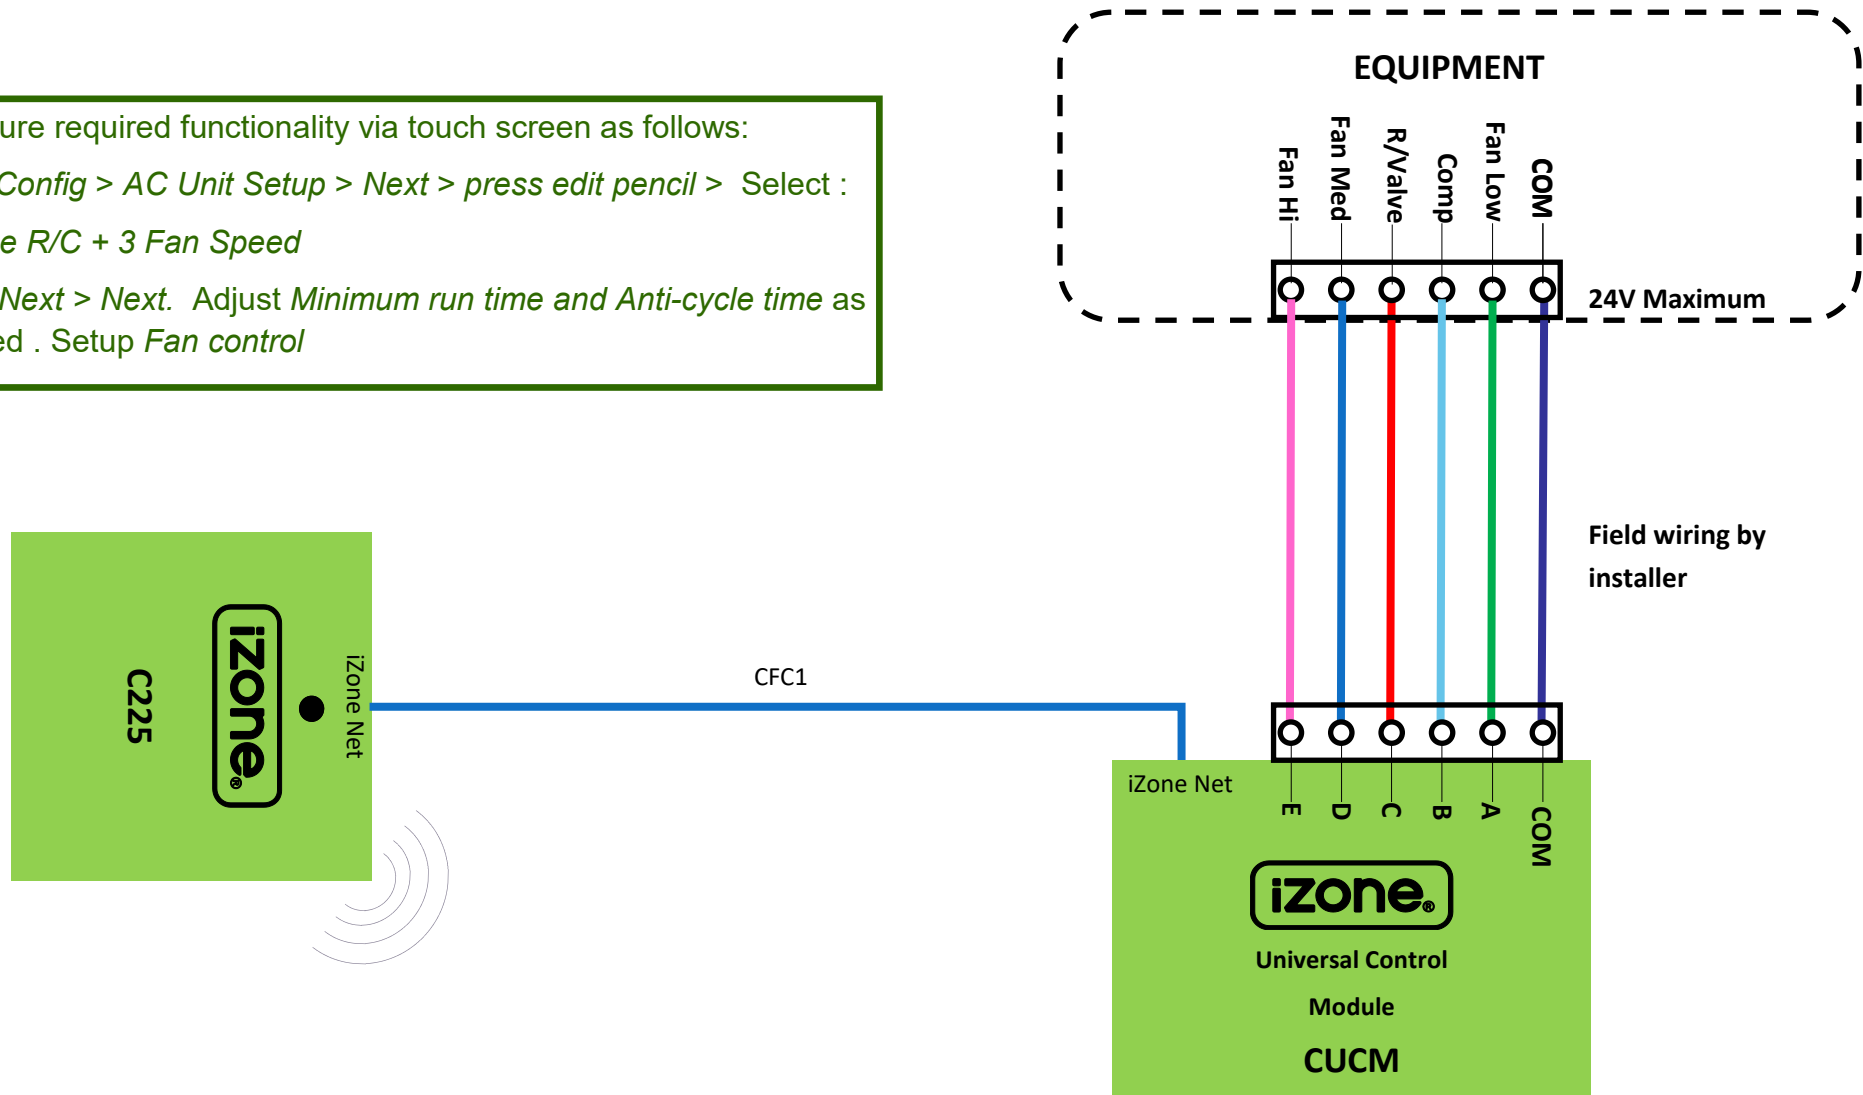 EQUIPMENT
ure required functionality via touch screen as follows:
Config > AC Unit Setup > Next > press edit pencil > Select :
e R/C + 3 Fan Speed
Next > Next. Adjust Minimum run time and Anti-cycle time as
ed . Setup Fan control
Fan Hi
Fan Med
R/Valve
Comp
Fan Low
COM
24V Maximum
Field wiring by
installer
C225
izone®
iZone Net
CFC1
iZone Net
E
D
C
B
A
COM
izone®
Universal Control
Module
CUCM